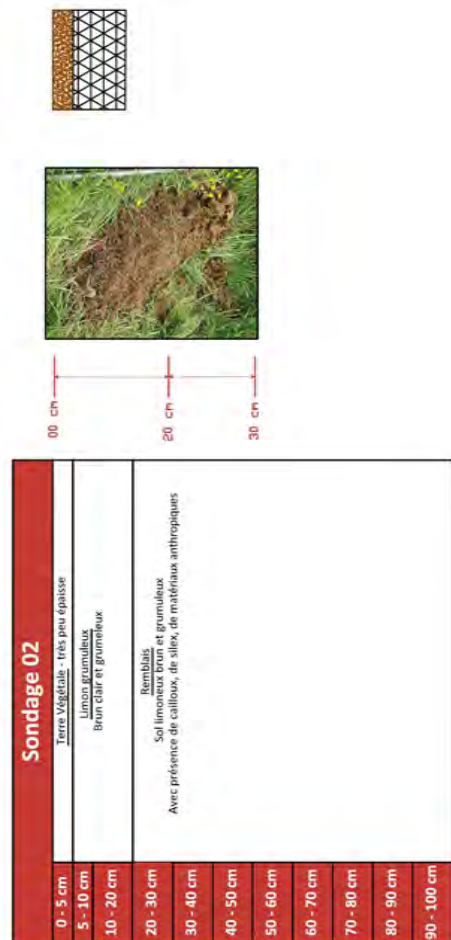 Sondage 02
0 - 5 cm
Terre Végétale - très peu épaisse
5 - 10 cm
Limon grumuleux
10 - 20 cm
Brun clair et grumeleux
20 - 30 cm
Remblais
Sol limoneux brun et grumuleux
30 - 40 cm
Avec présence de cailloux, de silex, de matériaux anthropiques
40 - 50 cm
50 - 60 cm
60 - 70 cm
70 - 80 cm
80 - 90 cm
90 - 100 cm
00 cm
20 cm
30 cm